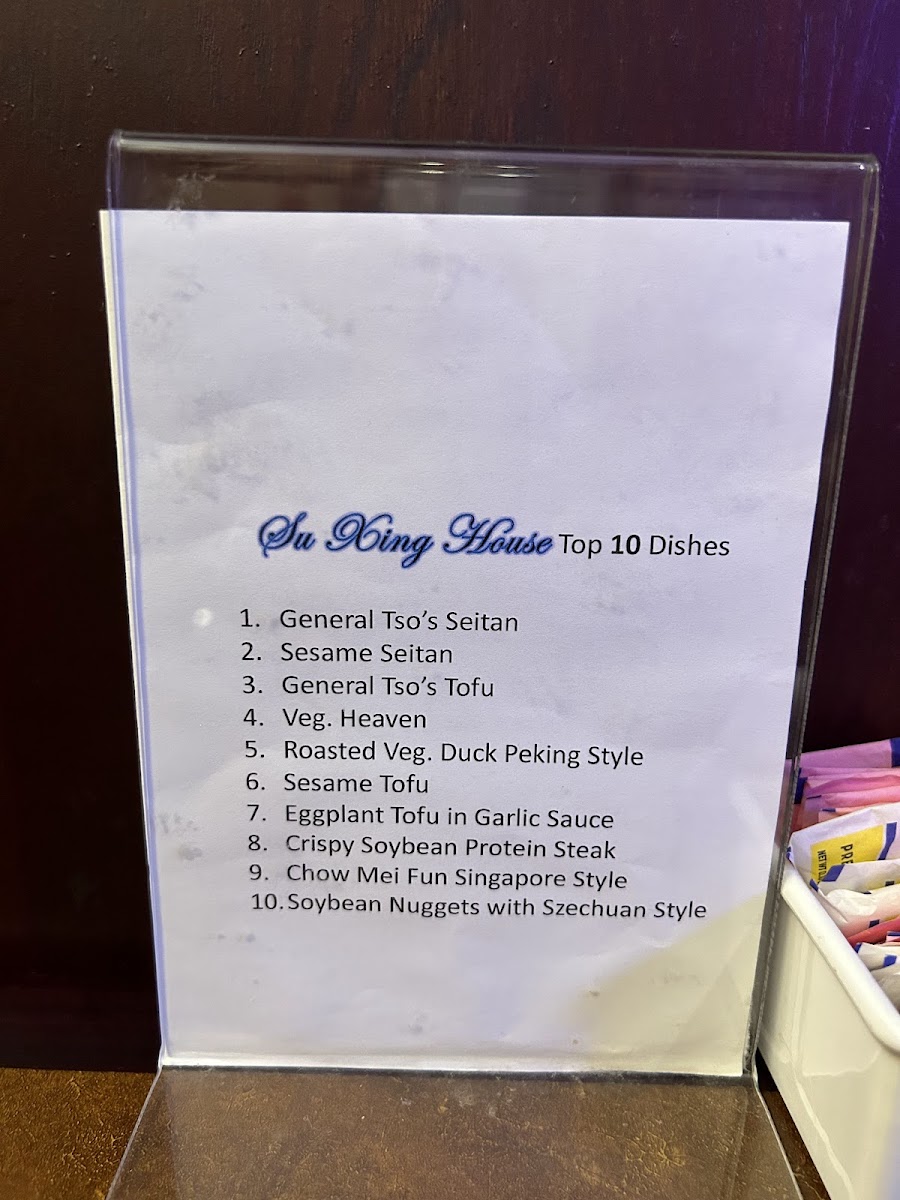 Su Xing House Top 10 Dishes
1. General Tso's Seitan
2. Sesame Seitan
3. General Tso's Tofu
4. Veg. Heaven
5. Roasted Veg. Duck Peking Style
6. Sesame Tofu
7. Eggplant Tofu in Garlic Sauce
8. Crispy Soybean Protein Steak
9. Chow Mei Fun Singapore Style
10. Soybean Nuggets with Szechuan Style